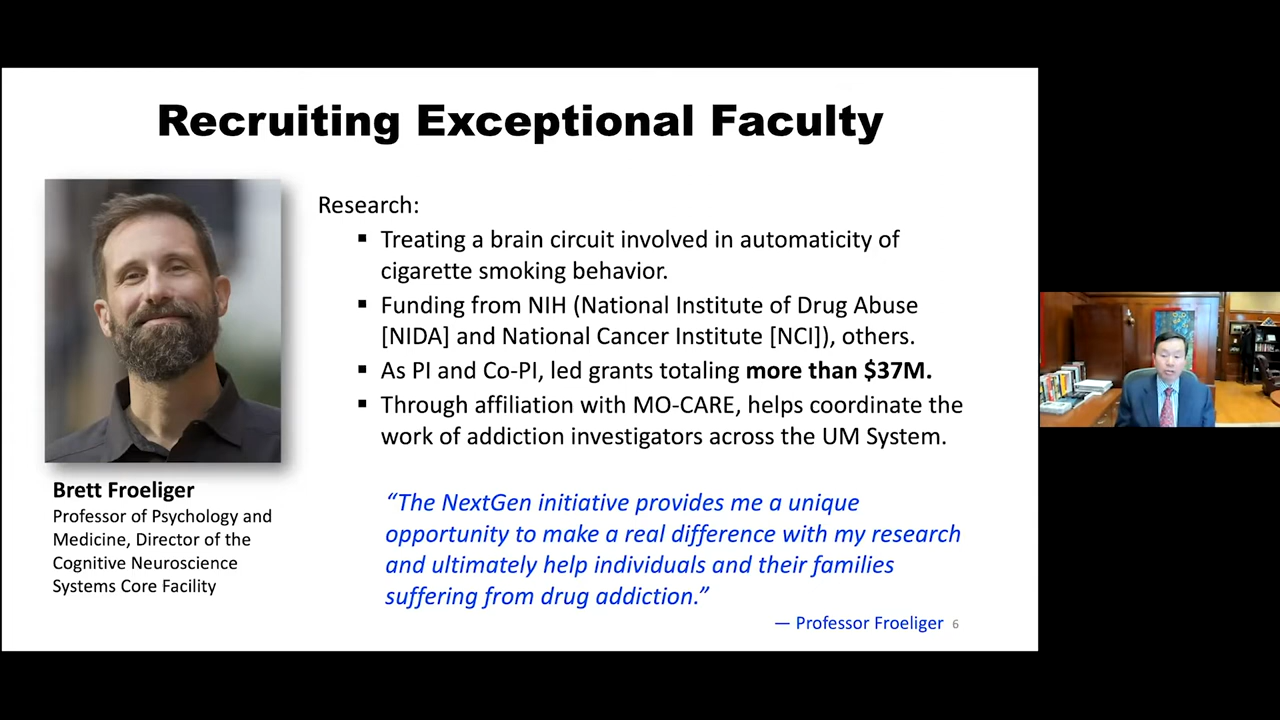 Recruiting Exceptional Faculty
Research:
▪ Treating a brain circuit involved in automaticity of
cigarette smoking behavior.
▪ Funding from NIH (National Institute of Drug Abuse
[NIDA] and National Cancer Institute [NCI]), others.
▪ As PI and Co-PI, led grants totaling more than $37M.
▪ Through affiliation with MO-CARE, helps coordinate the
work of addiction investigators across the UM System.
Brett Froeliger
Professor of Psychology and
Medicine, Director of the
Cognitive Neuroscience
Systems Core Facility
“The NextGen initiative provides me a unique
opportunity to make a real difference with my research
and ultimately help individuals and their families
suffering from drug addiction.”
— Professor Froeliger 6